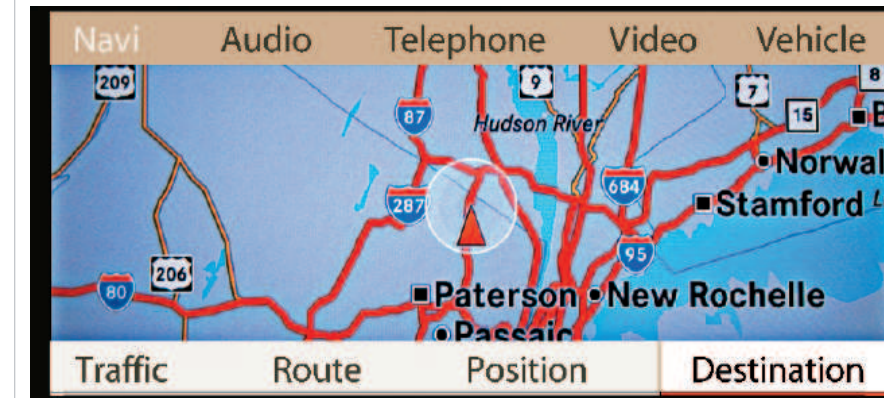 Navi Audio Telephone Video Vehicle
209 9 7 8
87 Hudson River 15 B
Norwal
287 684 Stamford L
95
206
80 Paterson New Rochelle
Passaic
Traffic Route Position Destination